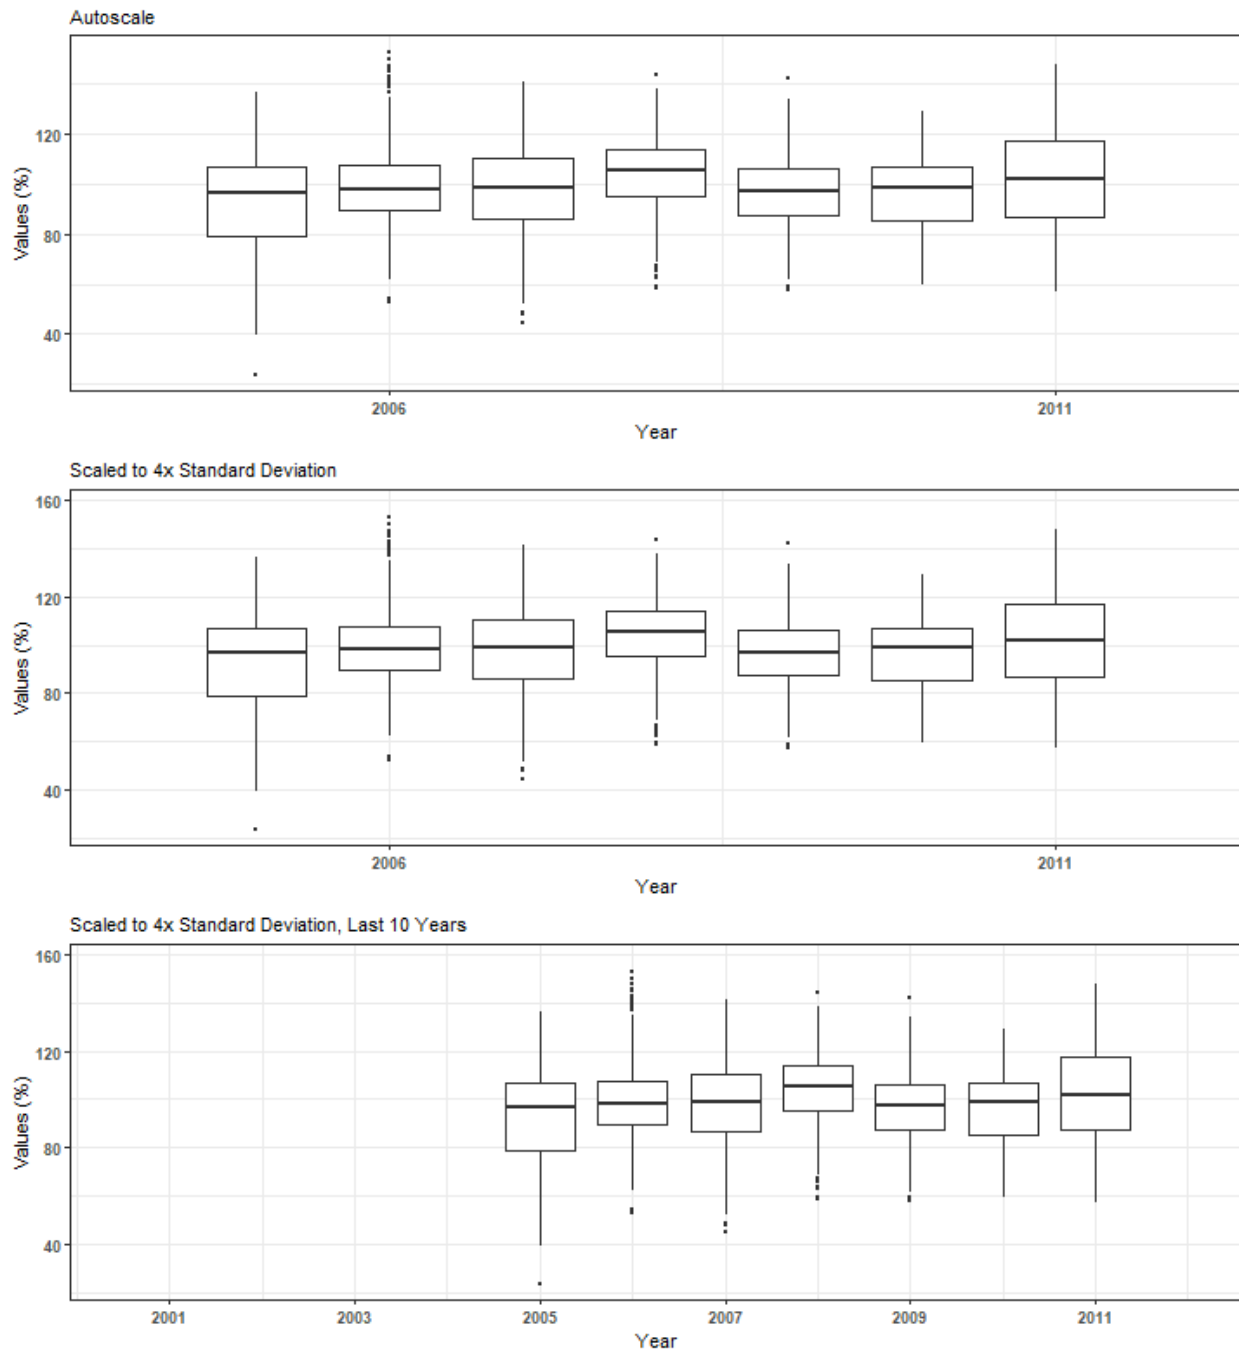 Autoscale
120
80
40
Values (%)
2006 2011
Year
Scaled to 4x Standard Deviation
160
120
80
40
Values (%)
2006 2011
Year
Scaled to 4x Standard Deviation, Last 10 Years
160
120
80
40
Values (%)
2001 2003 2005 2007 2009 2011
Year